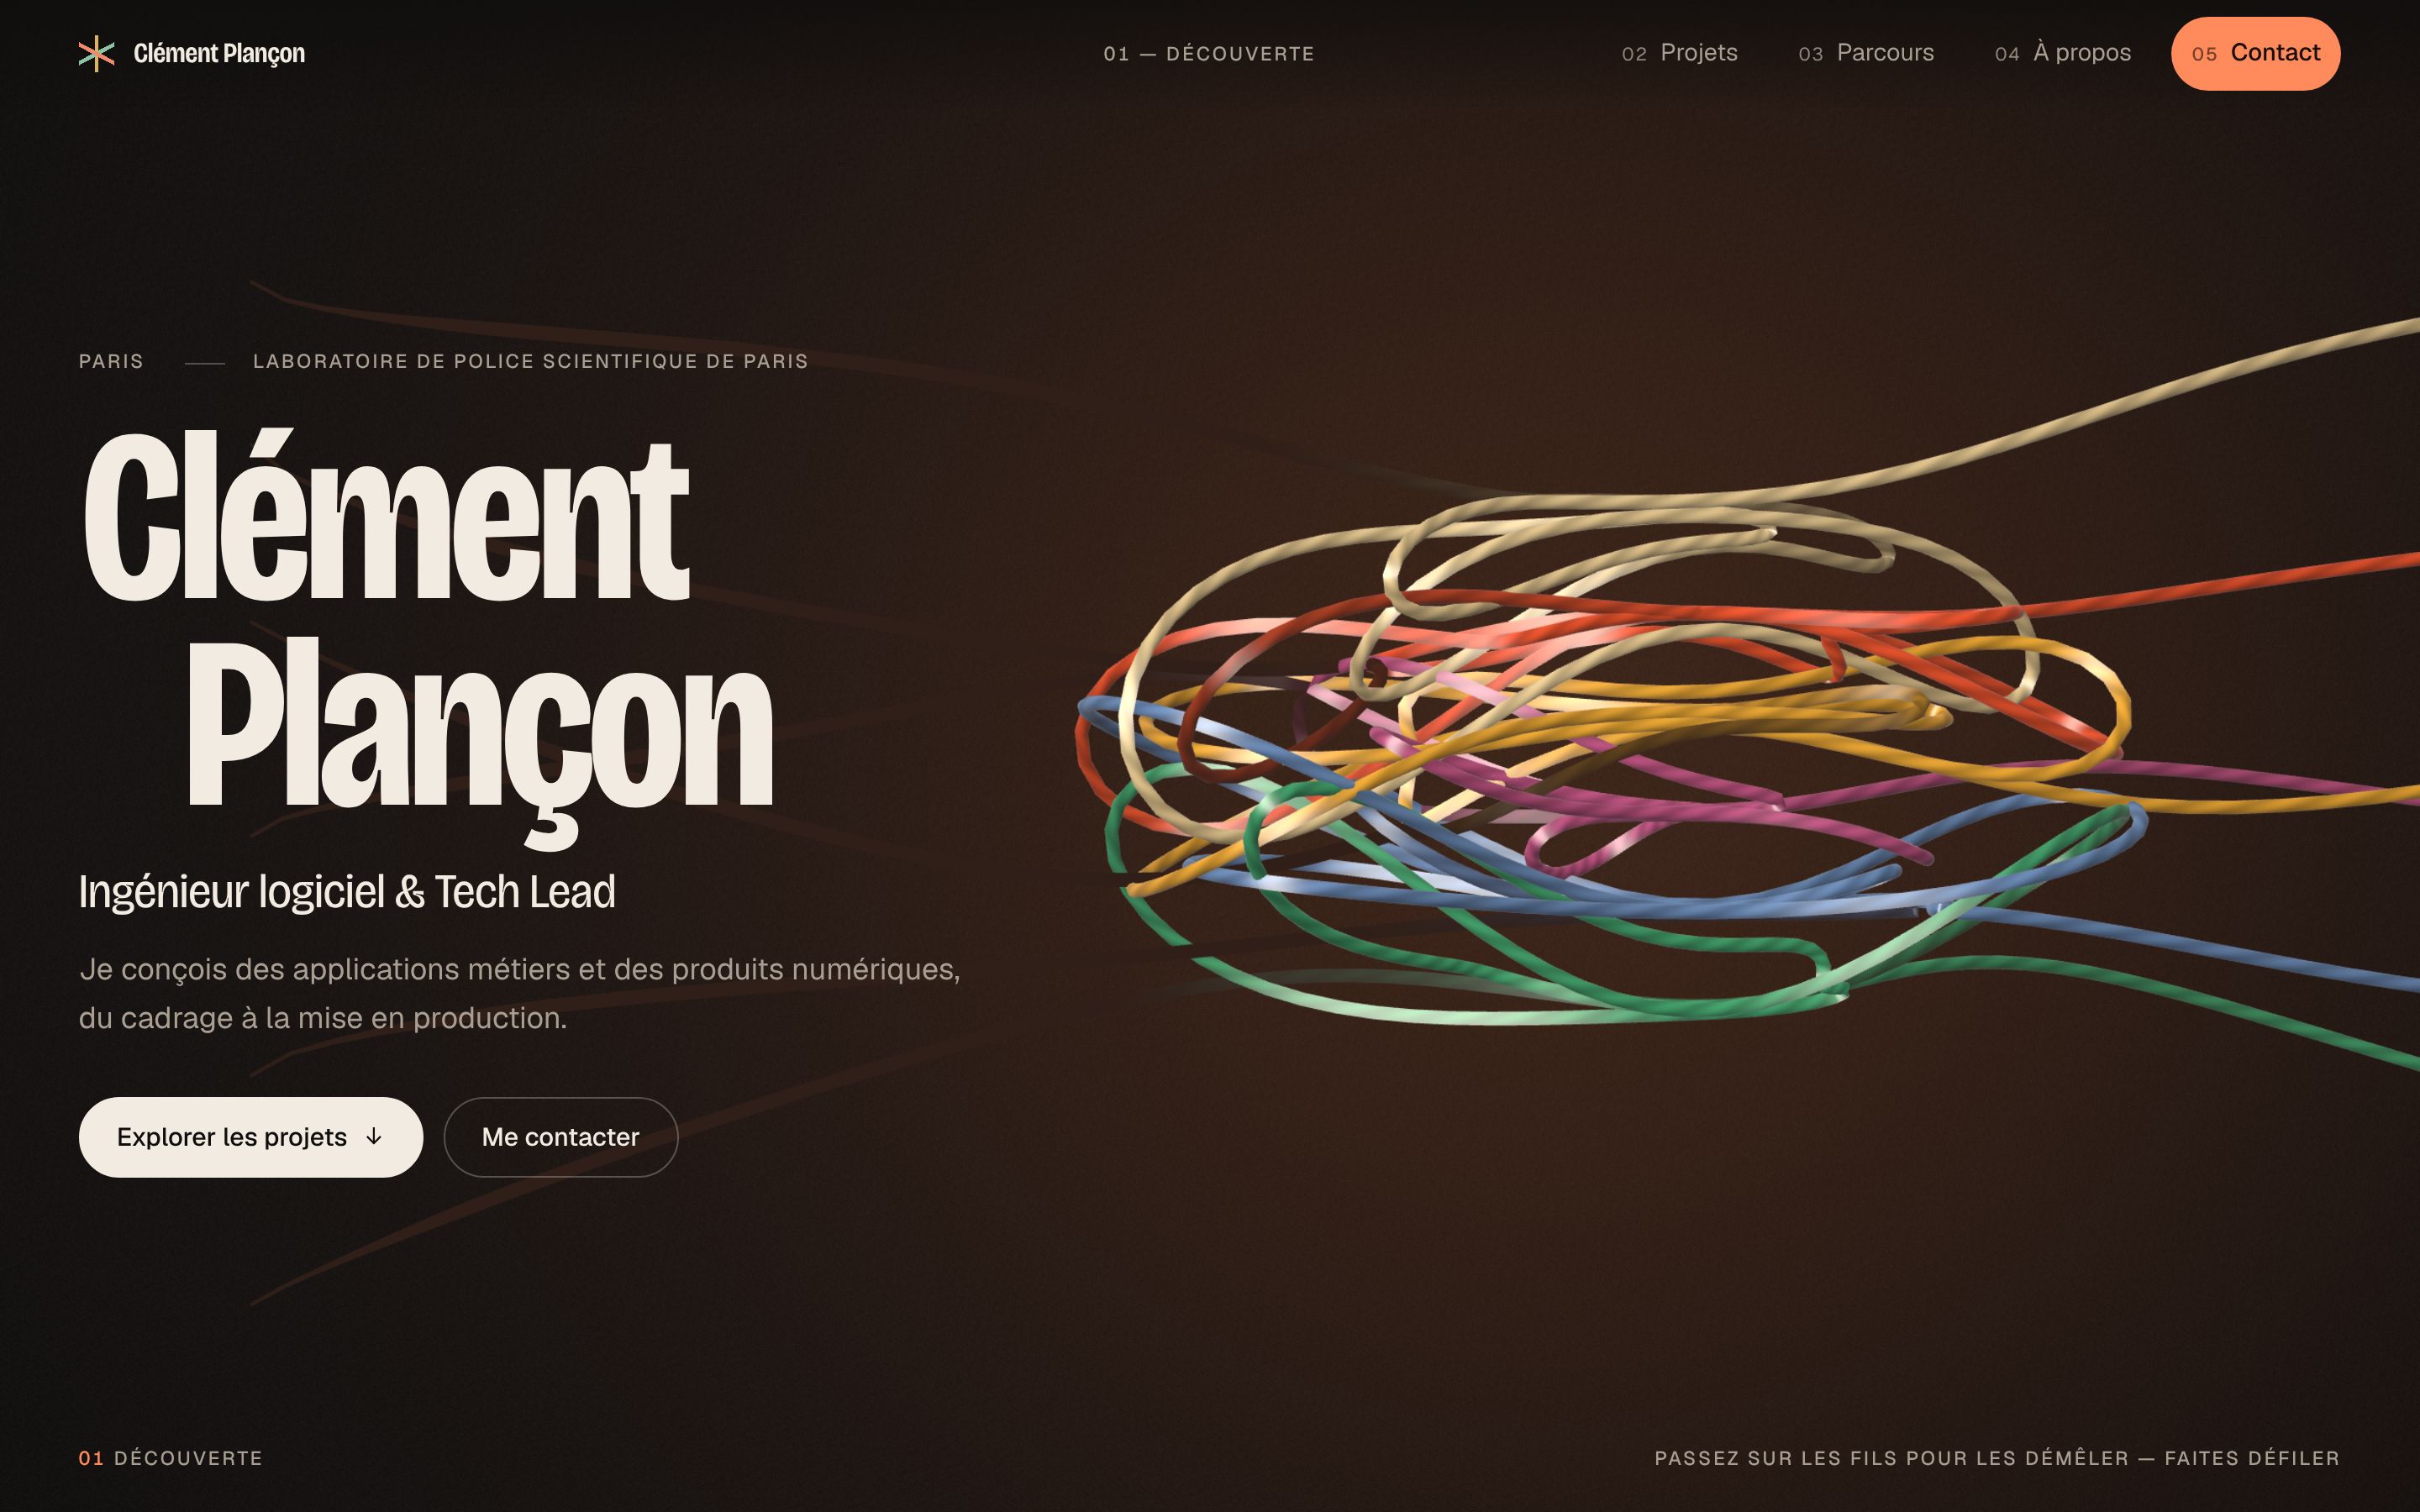 Clément Plançon
01 — DÉCOUVERTE
02 Projets
03 Parcours
04 À propos
05 Contact
PARIS — LABORATOIRE DE POLICE SCIENTIFIQUE DE PARIS
Clément
Plançon
Ingénieur logiciel & Tech Lead
Je conçois des applications métiers et des produits numériques,
du cadrage à la mise en production.
Explorer les projets ↓
Me contacter
01 DÉCOUVERTE
PASSEZ SUR LES FILS POUR LES DÉMÊLER — FAITES DÉFILER